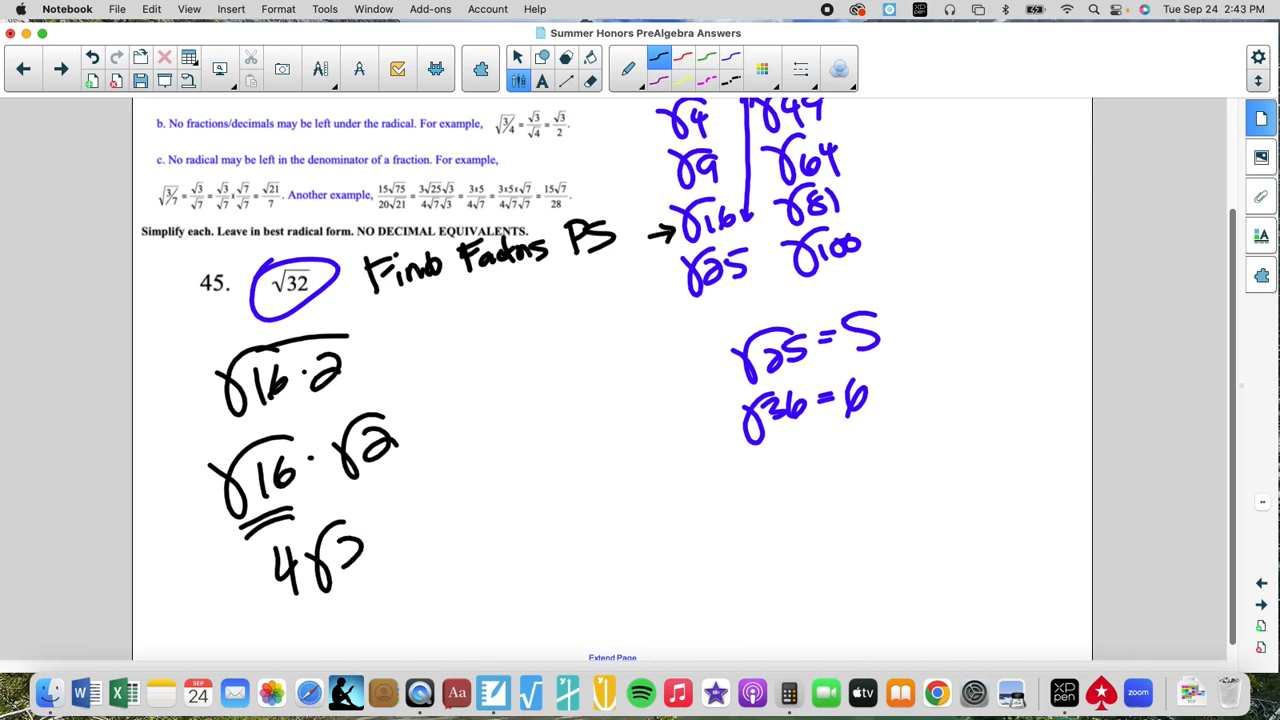 Notebook File Edit View Insert Format Tools Window Add-ons Account Help Tue Sep 24 2:43 PM
Summer Honors PreAlgebra Answers
b. No fractions/decimals may be left under the radical. For example, √3/4 = √3/√4 = √3/2.
c. No radical may be left in the denominator of a fraction. For example,
√3/7 = √3/√7 = √3/√7 x √7/√7 = √21/7. Another example, 15√75/20√21 = 3√25√3/4√7√3 = 3x5/4√7 = 3x5x√7/4√7√7 = 15√7/28.
Simplify each. Leave in best radical form. NO DECIMAL EQUIVALENTS.
45. √32 Find Factors PS
√16·2
√16 · √2
4√
√4
√9 √64
→ √16 √81
√25 √100
√25 = 5
√36 = 6
Extend Page
SEP
24
Aa
zoom